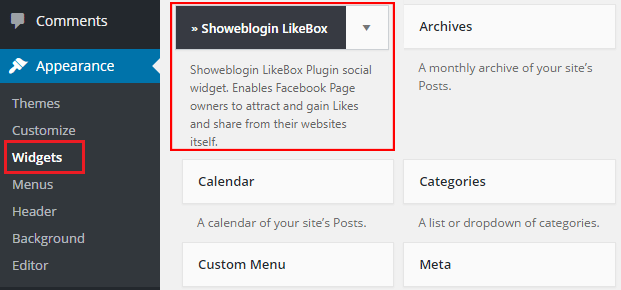 Comments
Appearance
Themes
Customize
Widgets
Menus
Header
Background
Editor
» Showeblogin LikeBox
Showeblogin LikeBox Plugin social
widget. Enables Facebook Page
owners to attract and gain Likes
and share from their websites
itself.
Archives
A monthly archive of your site's
Posts.
Calendar
A calendar of your site's Posts.
Categories
A list or dropdown of categories.
Custom Menu
Meta